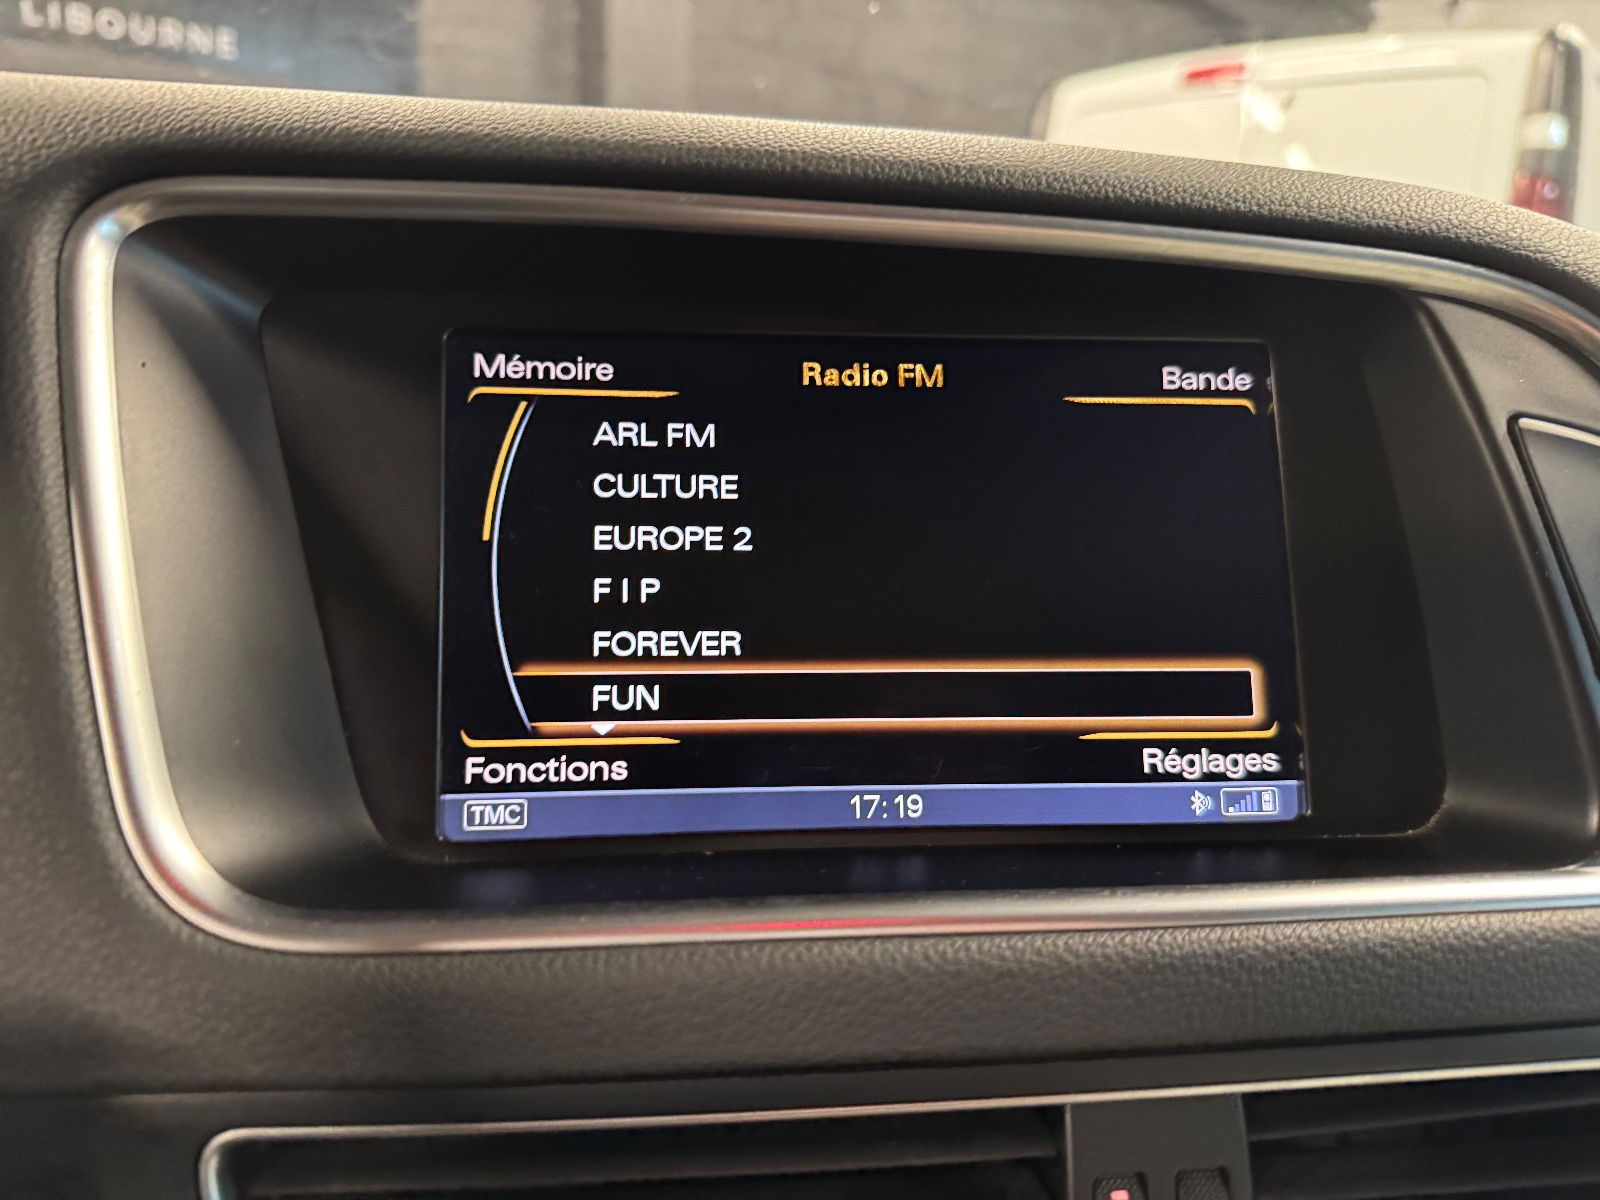 LIBOURNE
Mémoire
Radio FM
Bande
ARL FM
CULTURE
EUROPE 2
F I P
FOREVER
FUN
Fonctions
Réglages
TMC
17:19